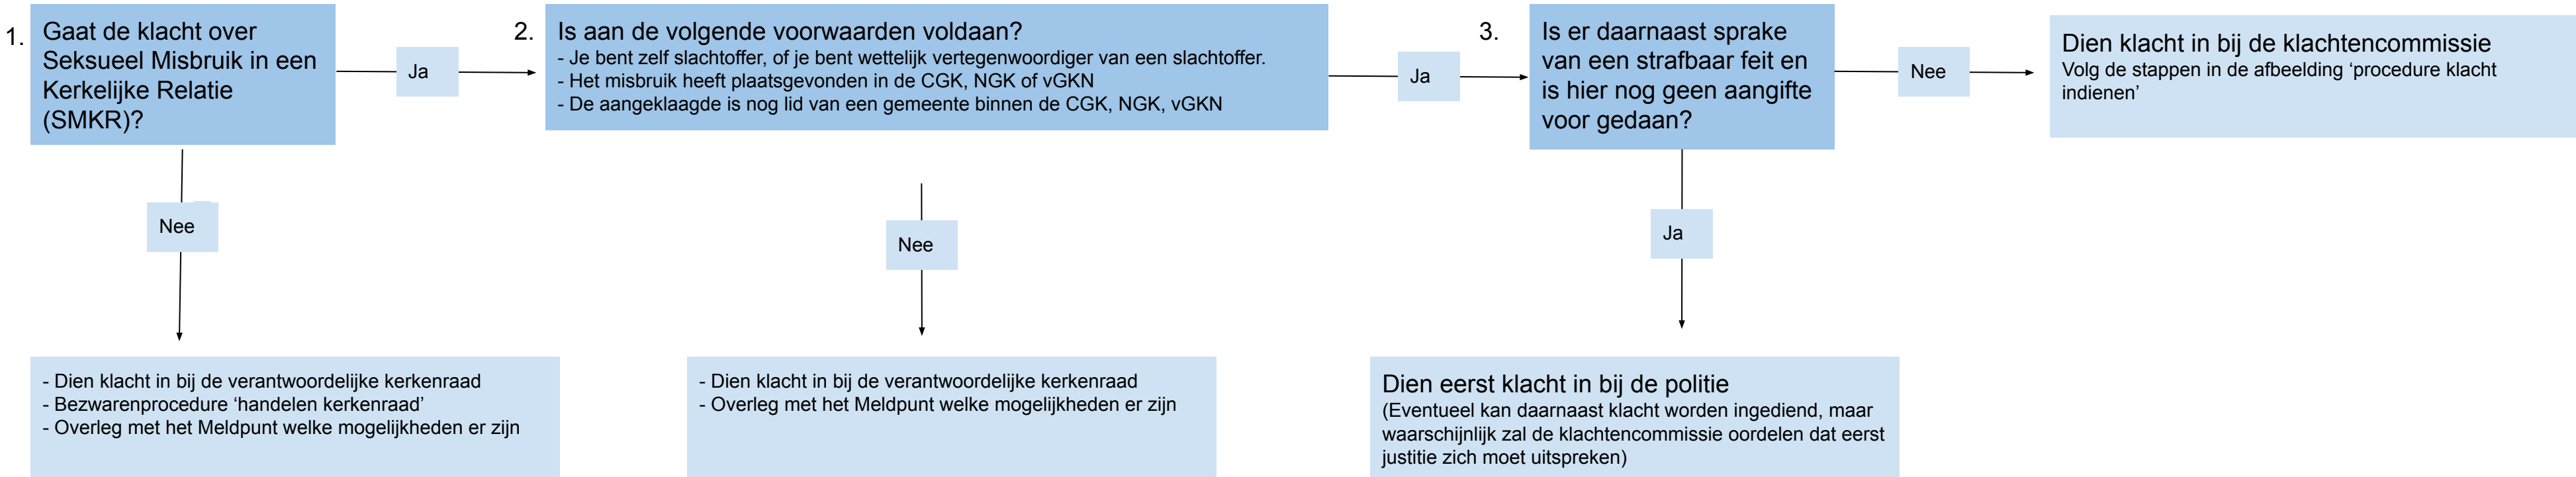 1.
Gaat de klacht over
Seksueel Misbruik in een
Kerkelijke Relatie
(SMKR)?
Ja
2.
Is aan de volgende voorwaarden voldaan?
- Je bent zelf slachtoffer, of je bent wettelijk vertegenwoordiger van een slachtoffer.
- Het misbruik heeft plaatsgevonden in de CGK, NGK of vGKN
- De aangeklaagde is nog lid van een gemeente binnen de CGK, NGK, vGKN
Ja
3.
Is er daarnaast sprake
van een strafbaar feit en
is hier nog geen aangifte
voor gedaan?
Nee
Dien klacht in bij de klachtencommissie
Volg de stappen in de afbeelding ‘procedure klacht
indienen’
Nee
Nee
Ja
- Dien klacht in bij de verantwoordelijke kerkenraad
- Bezwarenprocedure ‘handelen kerkenraad’
- Overleg met het Meldpunt welke mogelijkheden er zijn
- Dien klacht in bij de verantwoordelijke kerkenraad
- Overleg met het Meldpunt welke mogelijkheden er zijn
Dien eerst klacht in bij de politie
(Eventueel kan daarnaast klacht worden ingediend, maar
waarschijnlijk zal de klachtencommissie oordelen dat eerst
justitie zich moet uitspreken)